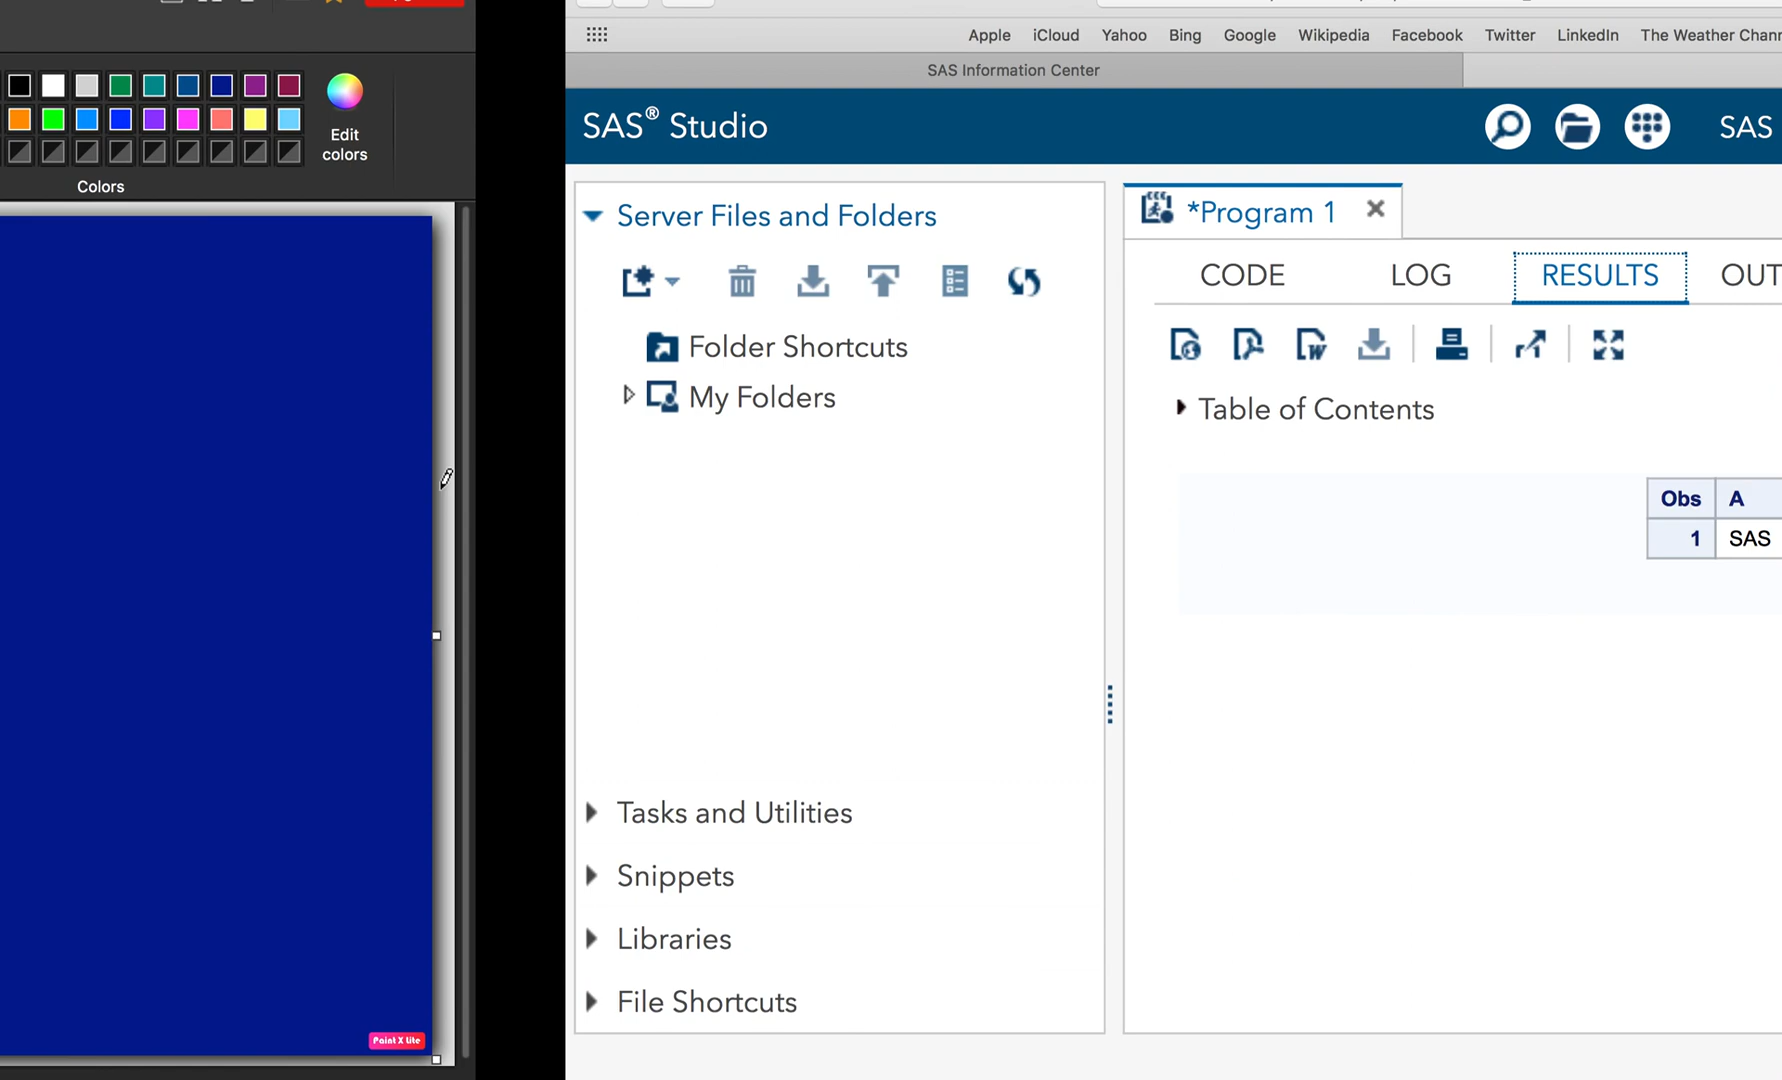 Edit
colors
Colors
Paint X lite
Apple iCloud Yahoo Bing Google Wikipedia Facebook Twitter LinkedIn The Weather Chann
SAS Information Center
SAS® Studio
SAS
Server Files and Folders
Folder Shortcuts
My Folders
Tasks and Utilities
Snippets
Libraries
File Shortcuts
*Program 1
CODE LOG RESULTS OUT
Table of Contents
Obs A
1 SAS